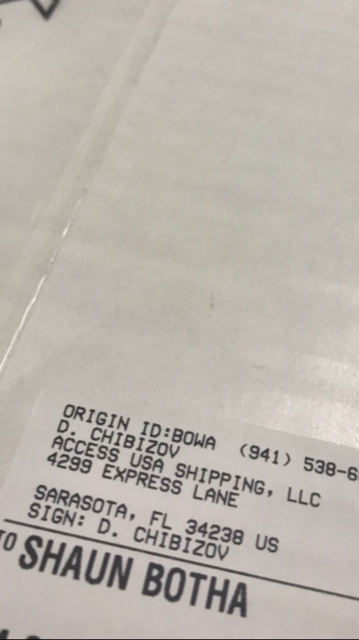 ORIGIN ID:BOWA (941) 538-6
D. CHIBIZOV
ACCESS USA SHIPPING, LLC
4299 EXPRESS LANE
SARASOTA, FL 34238 US
SIGN: D. CHIBIZOV
TO SHAUN BOTHA